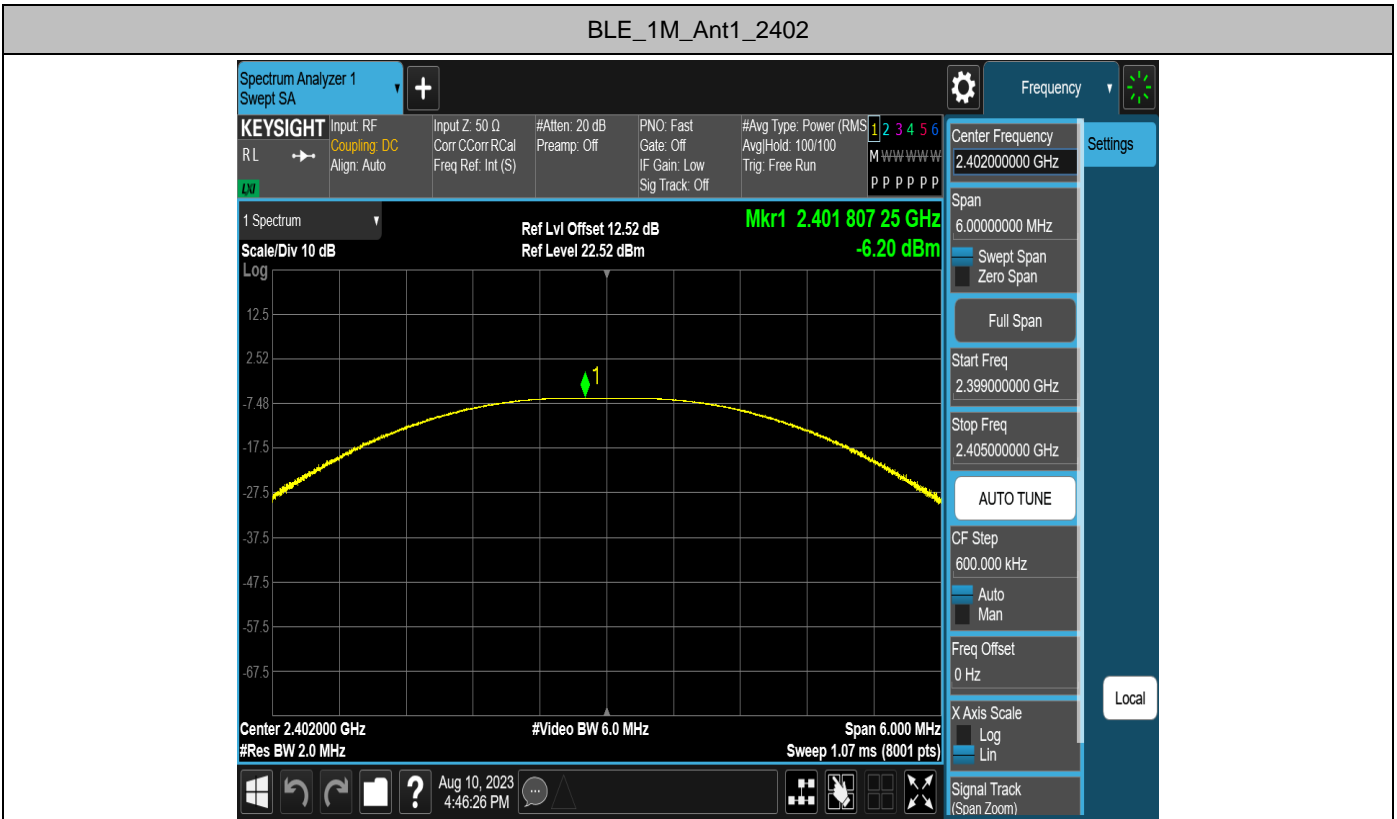 BLE_1M_Ant1_2402
Spectrum Analyzer 1
Swept SA
+
Frequency
KEYSIGHT
RL
LXI
Input: RF
Coupling: DC
Align: Auto
Input Z: 50 Ω
Corr CCorr RCal
Freq Ref: Int (S)
#Atten: 20 dB
Preamp: Off
PNO: Fast
Gate: Off
IF Gain: Low
Sig Track: Off
#Avg Type: Power (RMS
Avg|Hold: 100/100
Trig: Free Run
1 2 3 4 5 6
M W W W W W
P P P P P P
1 Spectrum
Scale/Div 10 dB
Log
Ref Lvl Offset 12.52 dB
Ref Level 22.52 dBm
Mkr1 2.401 807 25 GHz
-6.20 dBm
12.5
2.52
-7.48
-17.5
-27.5
-37.5
-47.5
-57.5
-67.5
1
Center 2.402000 GHz
#Res BW 2.0 MHz
#Video BW 6.0 MHz
Span 6.000 MHz
Sweep 1.07 ms (8001 pts)
?
Aug 10, 2023
4:46:26 PM
Center Frequency
2.402000000 GHz
Span
6.00000000 MHz
Swept Span
Zero Span
Full Span
Start Freq
2.399000000 GHz
Stop Freq
2.405000000 GHz
AUTO TUNE
CF Step
600.000 kHz
Auto
Man
Freq Offset
0 Hz
X Axis Scale
Log
Lin
Signal Track
(Span Zoom)
Settings
Local